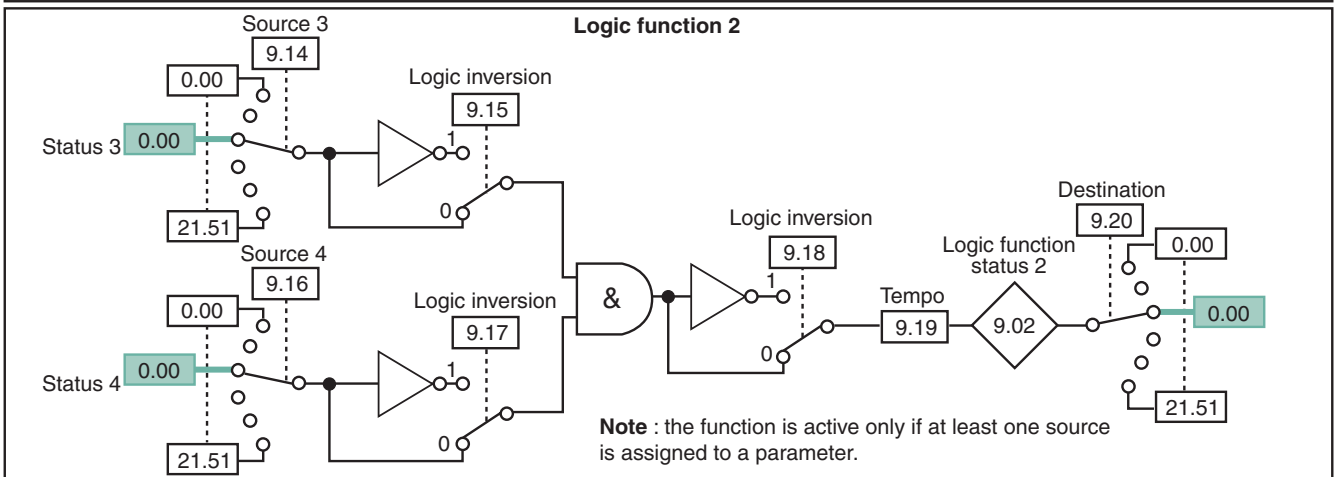 Logic function 2
Source 3
9.14
0.00
Logic inversion
9.15
1
Status 3 0.00
0
21.51
Source 4
9.16
0.00
Logic inversion
9.17
1
Status 4 0.00
0
21.51
&
Logic inversion
9.18
1
0
Tempo
9.19
Logic function
status 2
9.02
Destination
9.20
0.00
0.00
21.51
Note : the function is active only if at least one source
is assigned to a parameter.